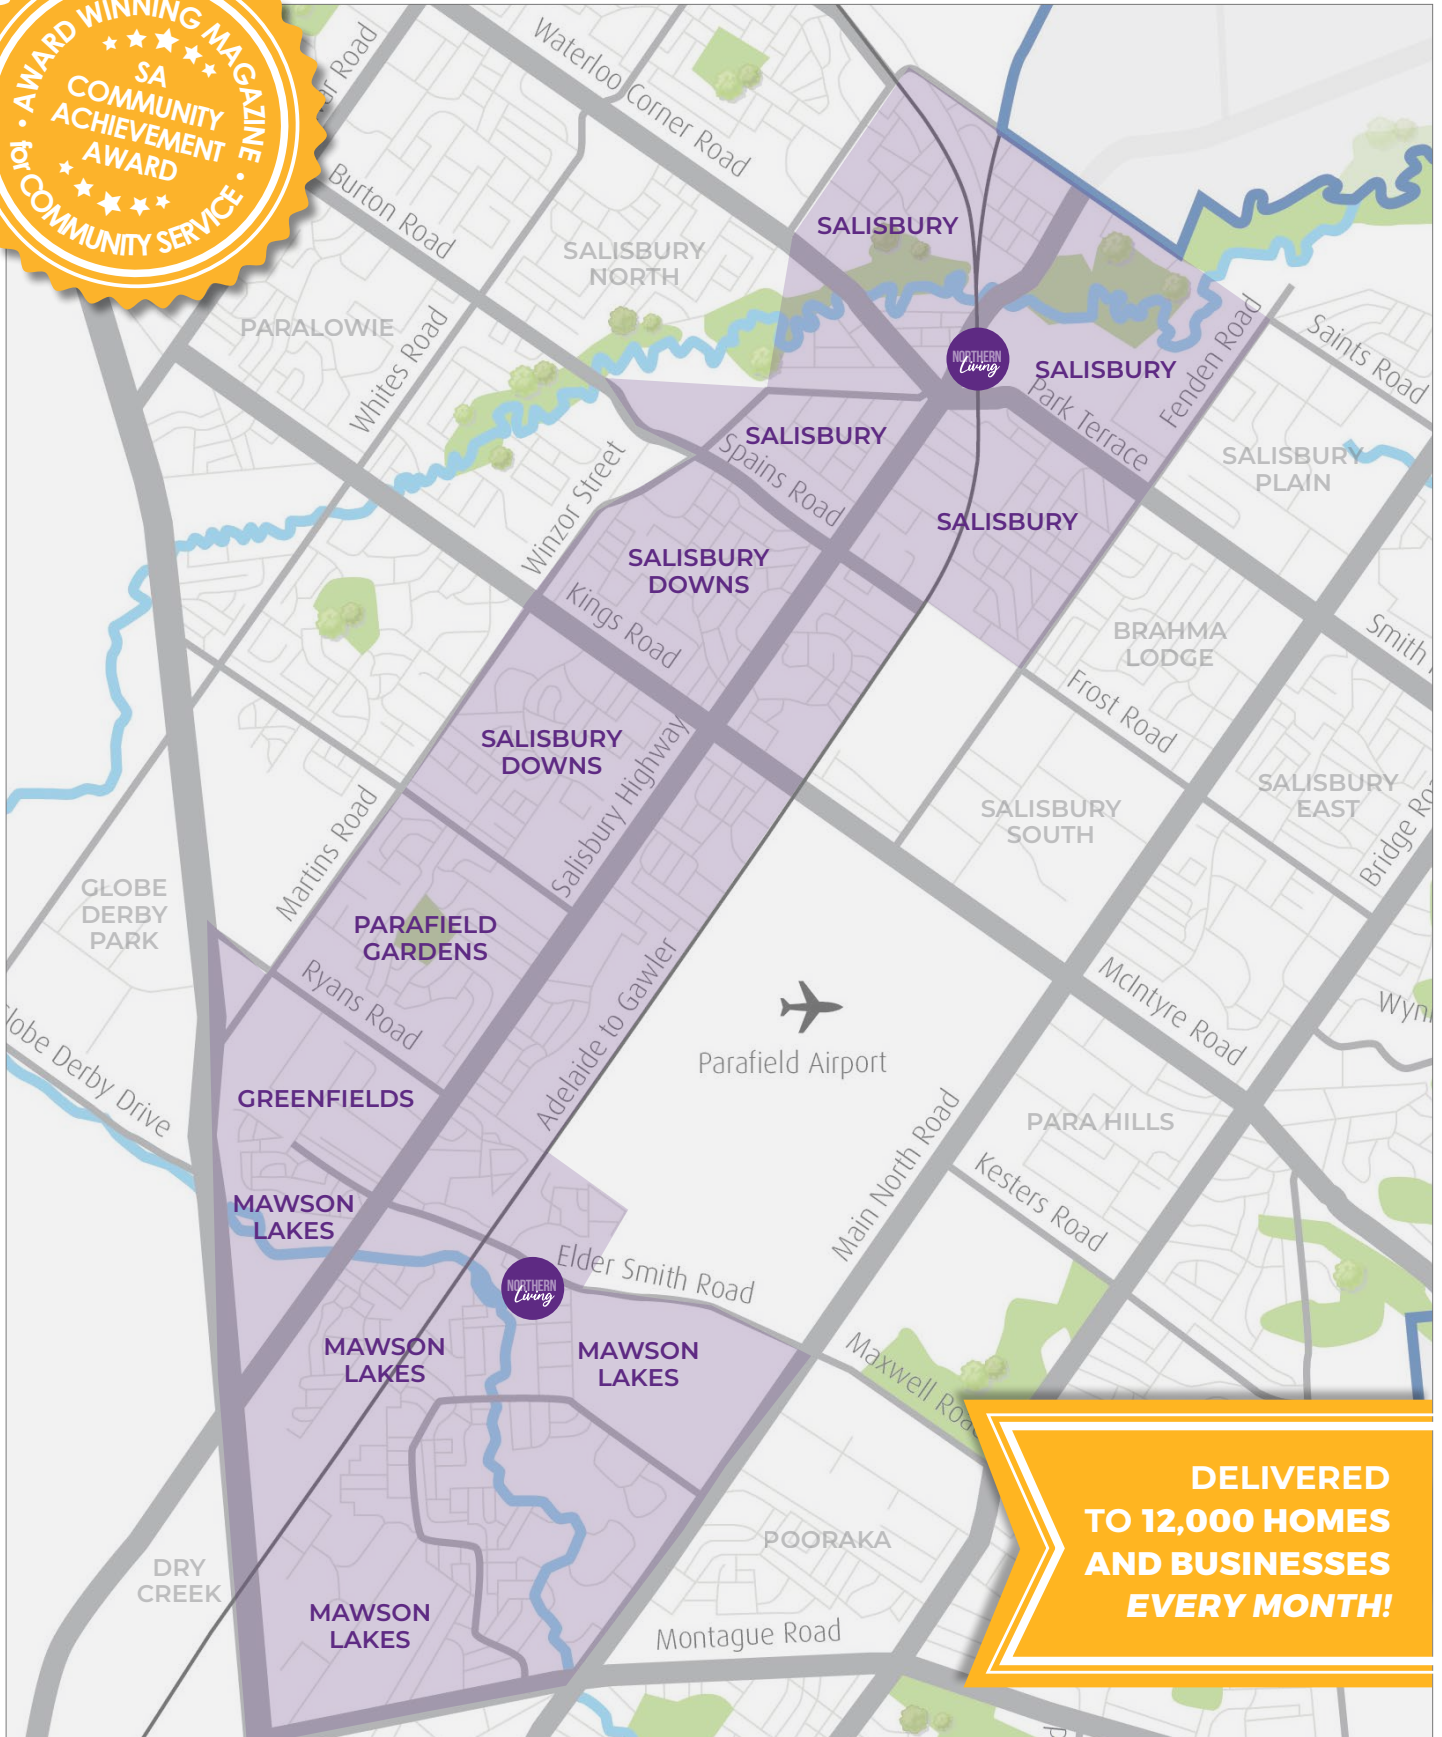 AWARD WINNING MAGAZINE
SA
COMMUNITY
ACHIEVEMENT
AWARD
for COMMUNITY SERVICE
Road
Waterloo Corner Road
Burton Road
SALISBURY
NORTH
SALISBURY
PARALOWIE
Whites Road
NORTHERN
Living
SALISBURY
Fenden Road
Saints Road
Park Terrace
SALISBURY
Spains Road
SALISBURY
PLAIN
Winzor Street
SALISBURY
SALISBURY
DOWNS
Kings Road
BRAHMA
LODGE
Smith
Frost Road
SALISBURY
DOWNS
Salisbury Highway
SALISBURY
SOUTH
SALISBURY
EAST
Bridge
Martins Road
GLOBE
DERBY
PARK
PARAFIELD
GARDENS
Ryans Road
Adelaide to Gawler
Parafield Airport
McIntyre Road
Derby Drive
GREENFIELDS
Main North Road
PARA HILLS
Kesters Road
MAWSON
LAKES
NORTHERN
Living
Elder Smith Road
MAWSON
LAKES
MAWSON
LAKES
Maxwell
DELIVERED
TO 12,000 HOMES
AND BUSINESSES
EVERY MONTH!
POORAKA
DRY
CREEK
MAWSON
LAKES
Montague Road